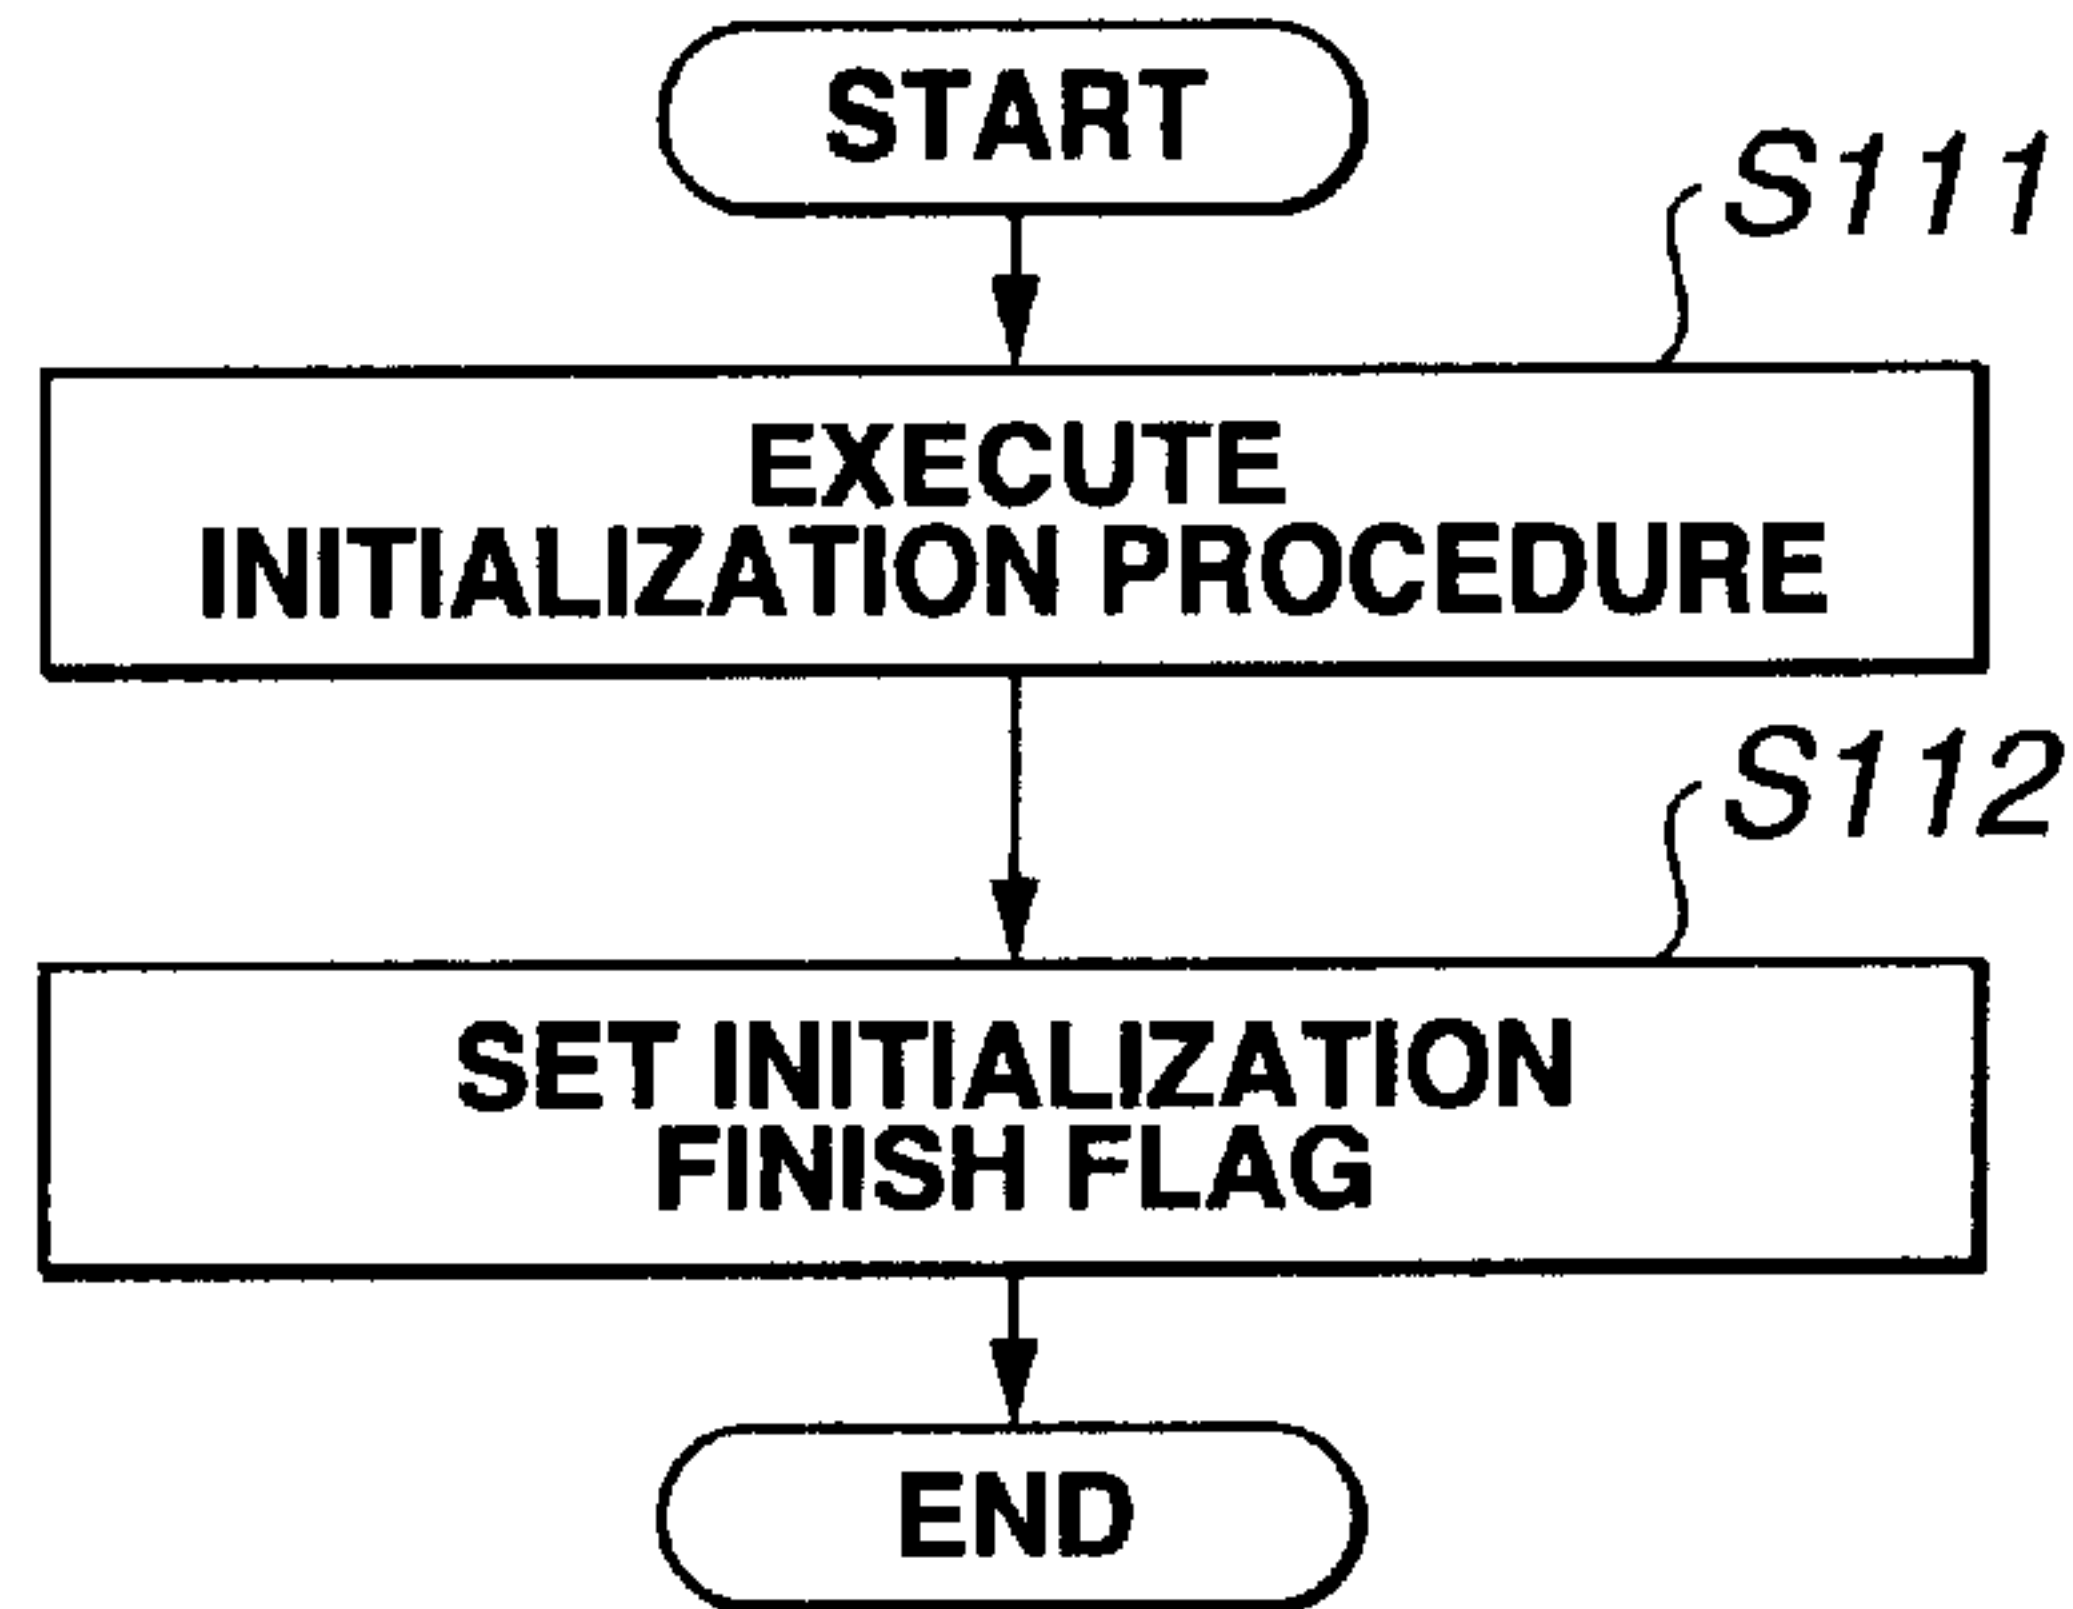 START
S111
EXECUTE
INITIALIZATION PROCEDURE
S112
SET INITIALIZATION
FINISH FLAG
END